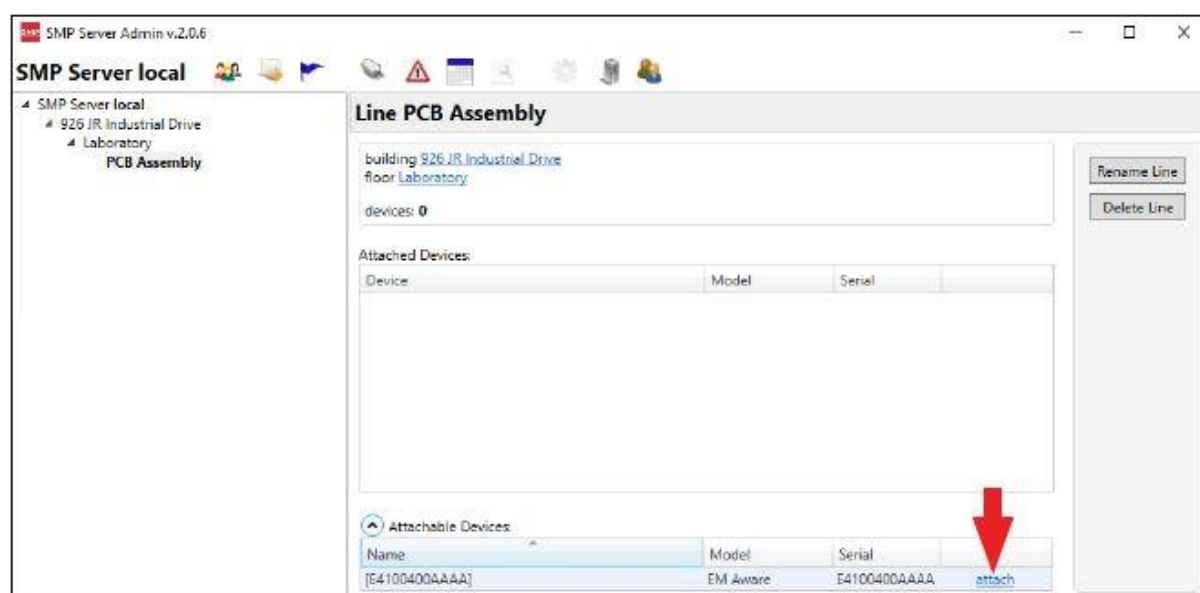 SMP Server Admin v.2.0.6
SMP Server local
SMP Server local
926 JR Industrial Drive
Laboratory
PCB Assembly
Line PCB Assembly
building 926 JR Industrial Drive
floor Laboratory
devices: 0
Rename Line
Delete Line
Attached Devices:
Device Model Serial
Attachable Devices:
Name Model Serial
[E4100400AAAA] EM Aware E4100400AAAA attach